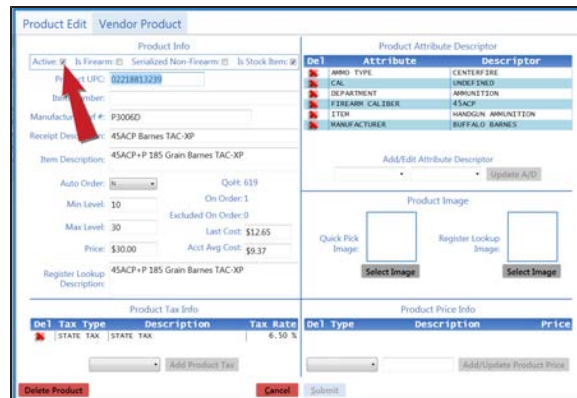 Product Edit Vendor Product
Product Info
Active: Is Firearm: Serialized Non-Firearm: Is Stock Item:
Product UPC: 02218813239
Item Number:
Manufacturer Ref #: P3006D
Receipt Description: 45ACP Barnes TAC-XP
Item Description: 45ACP+P 185 Grain Barnes TAC-XP
Auto Order: N QoH: 619
Min Level: 10 On Order: 1
Excluded On Order: 0
Max Level: 30 Last Cost: $12.65
Price: $30.00 Acct Avg Cost: $9.37
Register Lookup Description: 45ACP+P 185 Grain Barnes TAC-XP
Product Attribute Descriptor
Del Attribute Descriptor
AMMO TYPE CENTERFIRE
CAL UNDEFINED
DEPARTMENT AMMUNITION
FIREARM CALIBER 45ACP
ITEM HANDGUN AMMUNITION
MANUFACTURER BUFFALO BARNES
Add/Edit Attribute Descriptor
Update A/D
Product Image
Quick Pick Image: Register Lookup Image:
Select Image Select Image
Product Tax Info
Del Tax Type Description Tax Rate
STATE TAX STATE TAX 6.50 %
Add Product Tax
Product Price Info
Del Type Description Price
Add/Update Product Price
Delete Product Cancel Submit